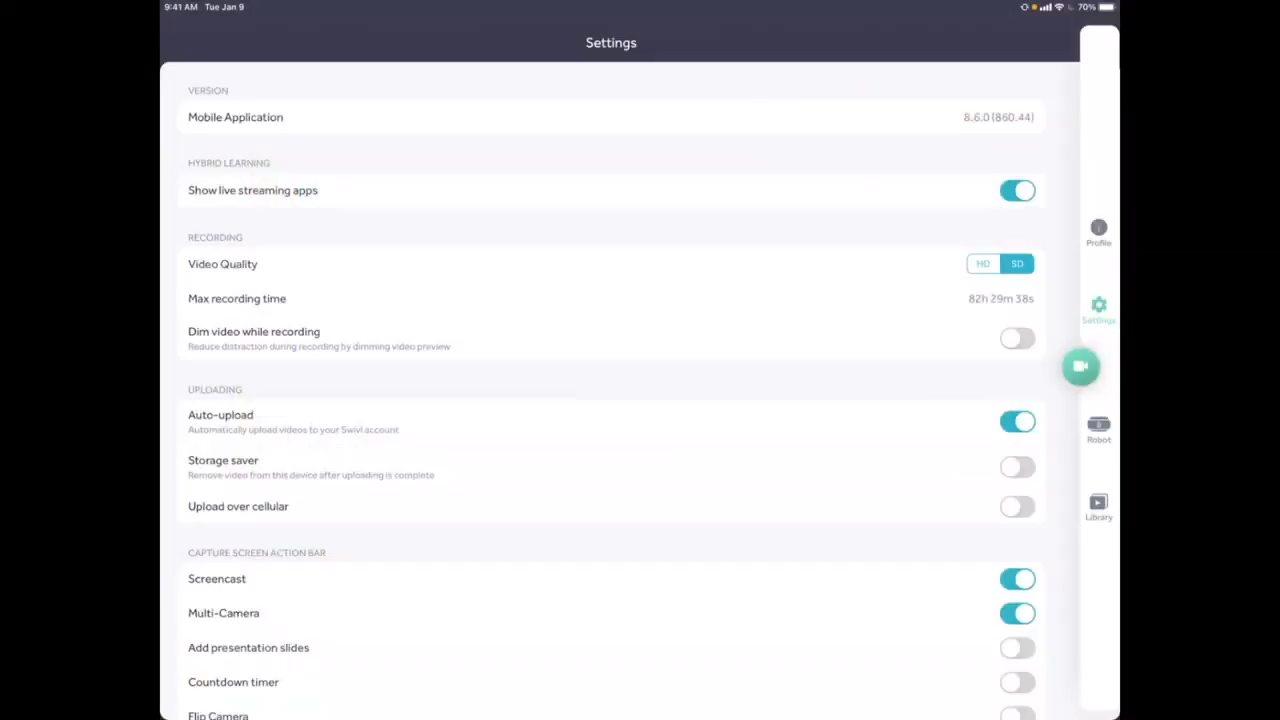 9:41 AM Tue Jan 9
70%
Settings
VERSION
Mobile Application
8.6.0 (860.44)
HYBRID LEARNING
Show live streaming apps
RECORDING
Video Quality
HD SD
Max recording time
82h 29m 38s
Dim video while recording
Reduce distraction during recording by dimming video preview
UPLOADING
Auto-upload
Automatically upload videos to your Swivl account
Storage saver
Remove video from this device after uploading is complete
Upload over cellular
CAPTURE SCREEN ACTION BAR
Screencast
Multi-Camera
Add presentation slides
Countdown timer
Flip Camera
Profile
Settings
Robot
Library